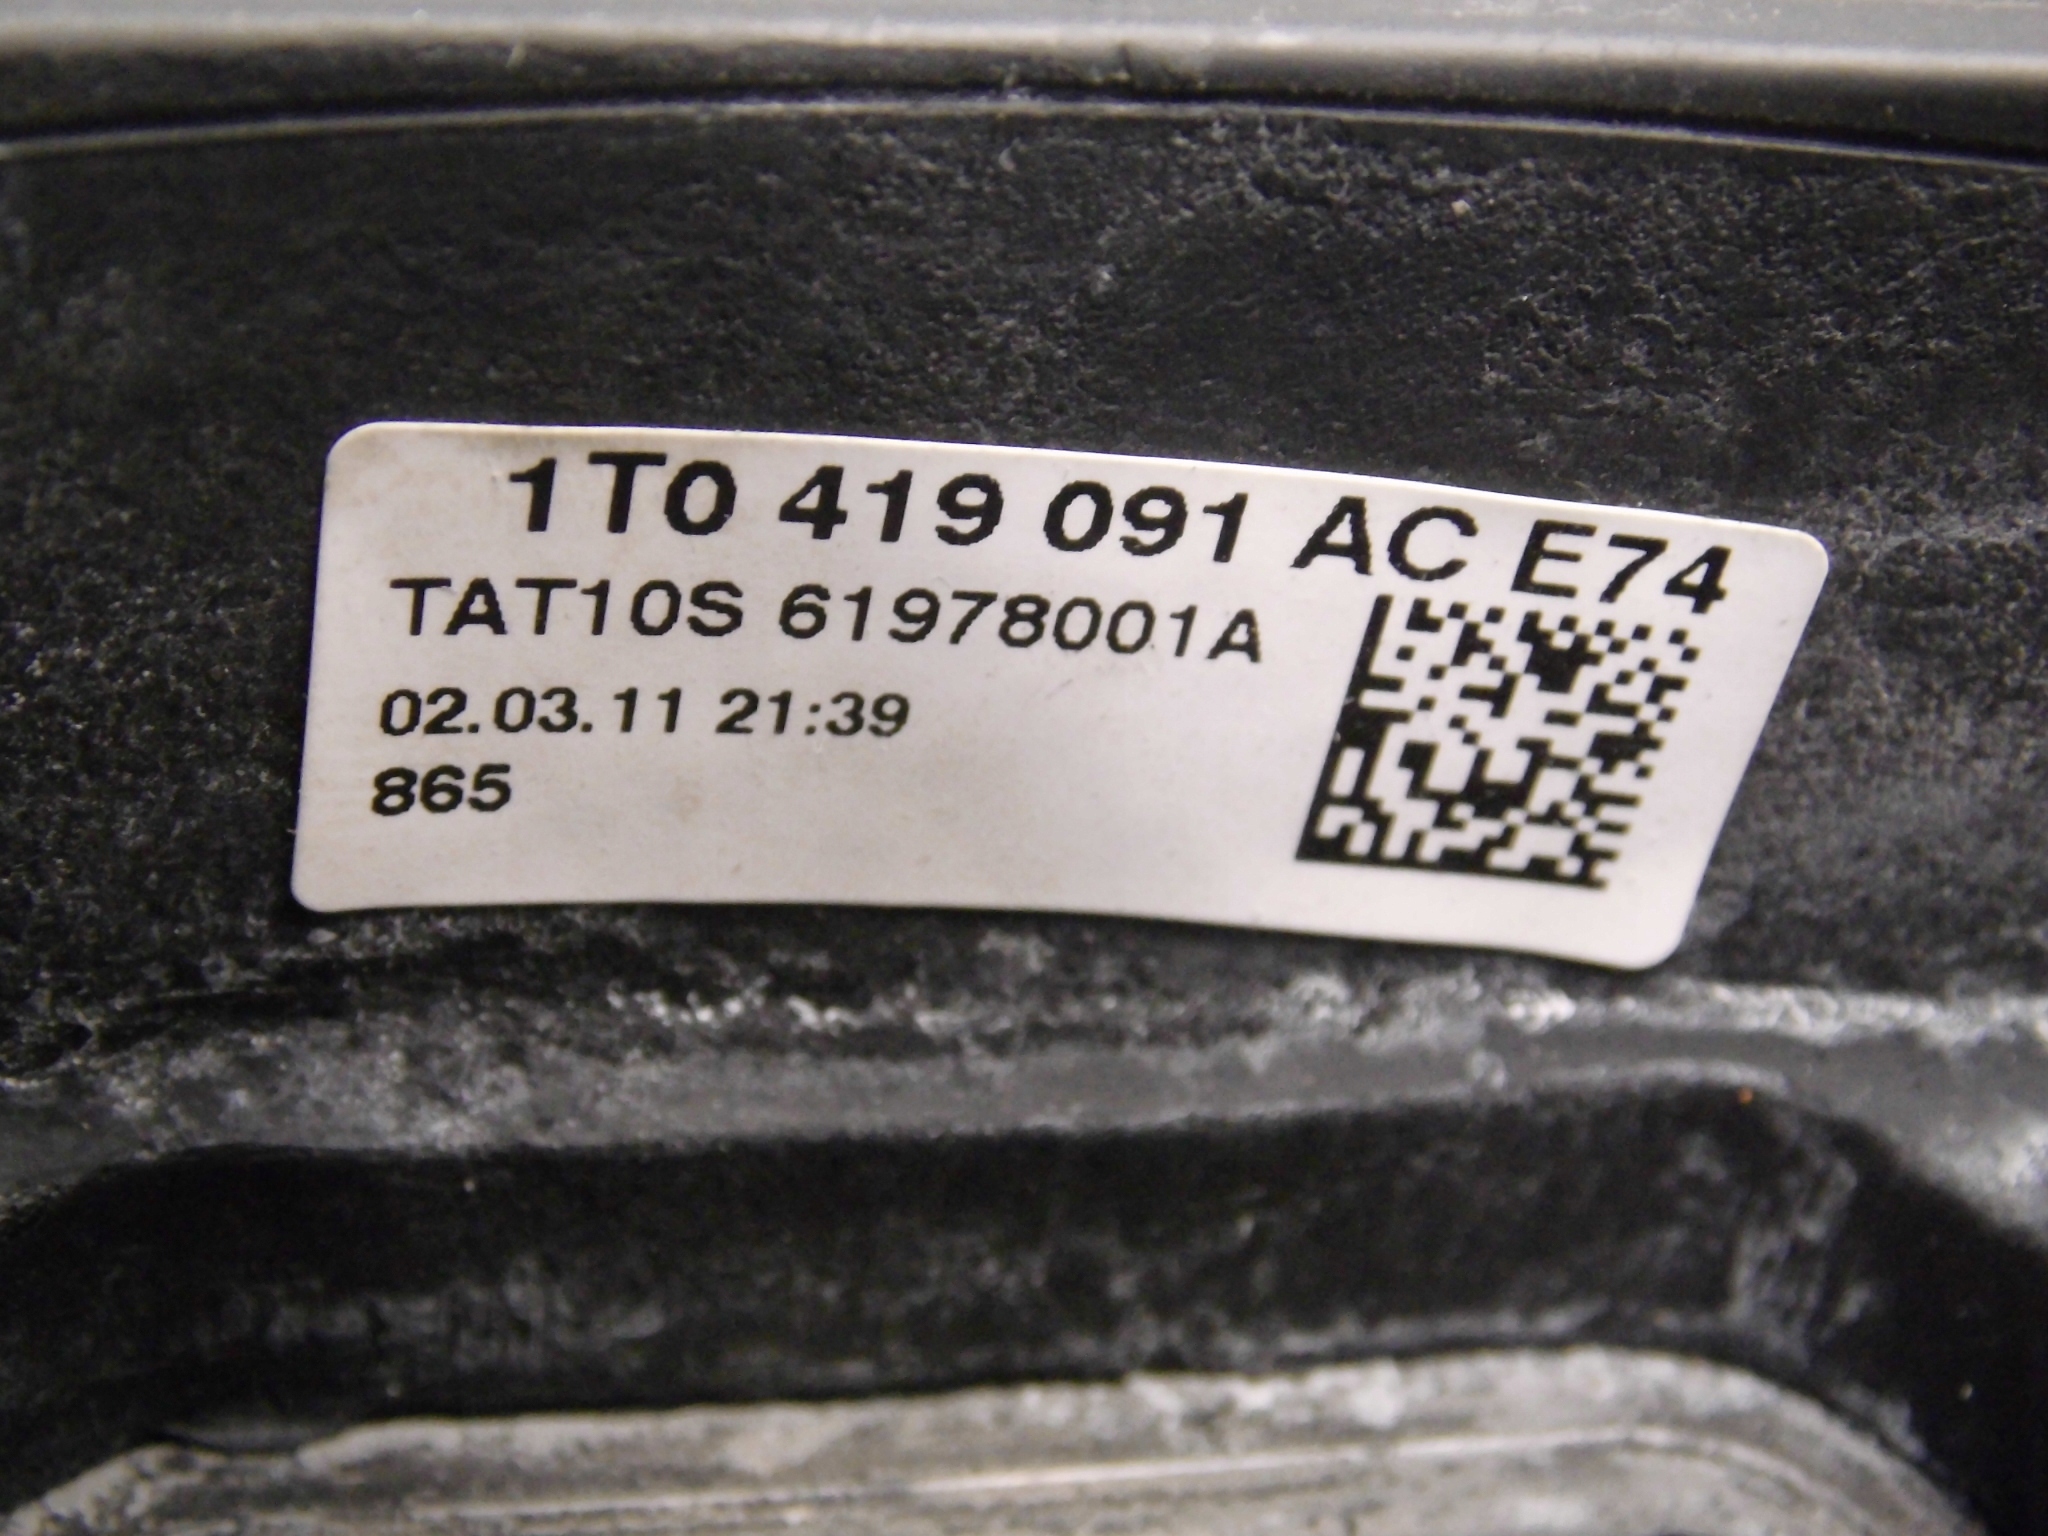 1T0 419 091 AC E74
TAT10S 61978001A
02.03.11 21:39
865